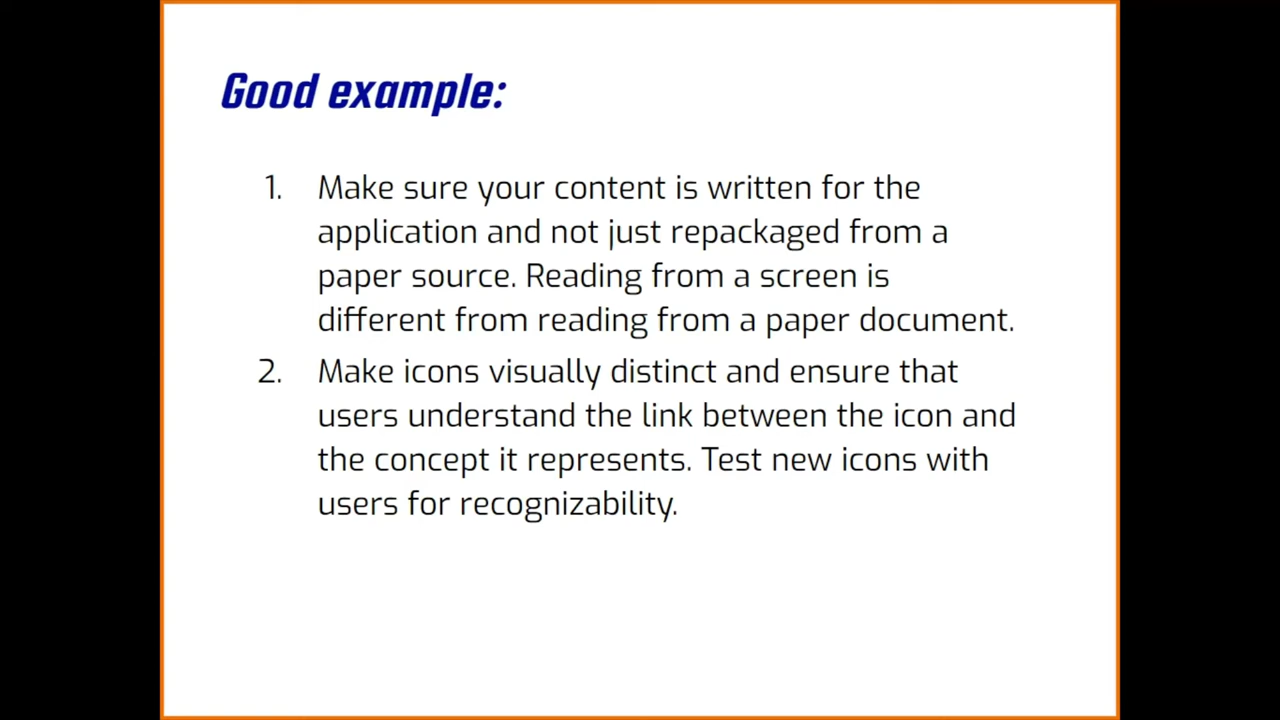 Good example:
1. Make sure your content is written for the
application and not just repackaged from a
paper source. Reading from a screen is
different from reading from a paper document.
2. Make icons visually distinct and ensure that
users understand the link between the icon and
the concept it represents. Test new icons with
users for recognizability.